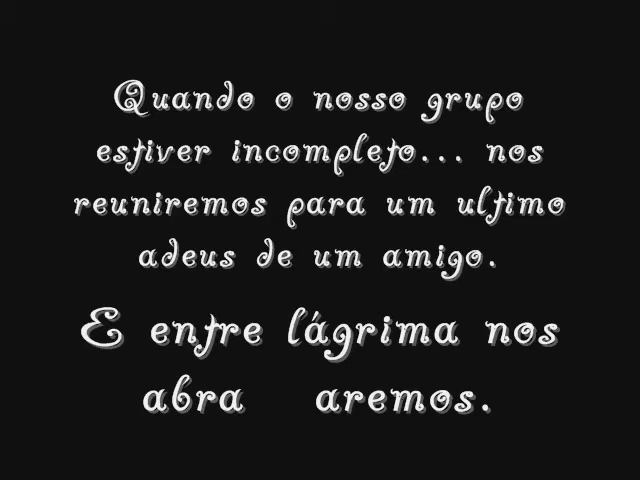 Quando o nosso grupo
estiver incompleto... nos
reuniremos para um ultimo
adeus de um amigo.
E entre lágrima nos
abra aremos.